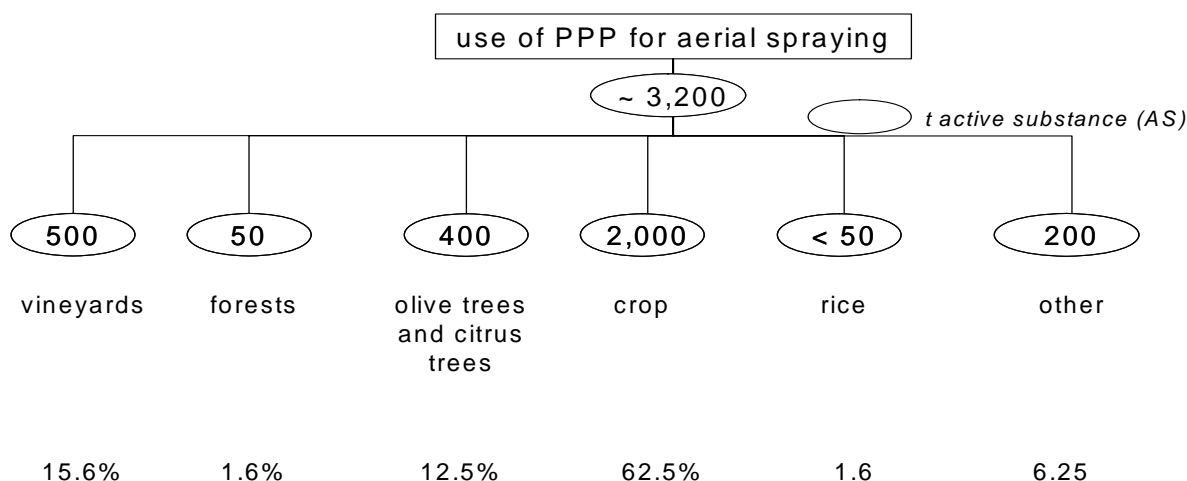 use of PPP for aerial spraying
~ 3,200
t active substance (AS)
500 50 400 2,000 < 50 200
vineyards forests olive trees crop rice other
and citrus
trees
15.6% 1.6% 12.5% 62.5% 1.6 6.25